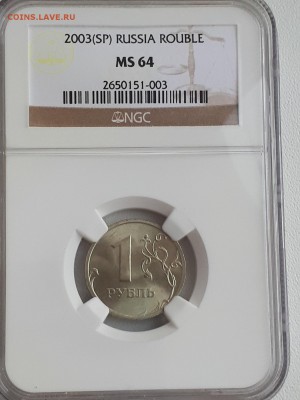 COINS.LAVE.RU
2003(SP) RUSSIA ROUBLE
MS 64
2650151-003
NGC
1
РУБЛЬ